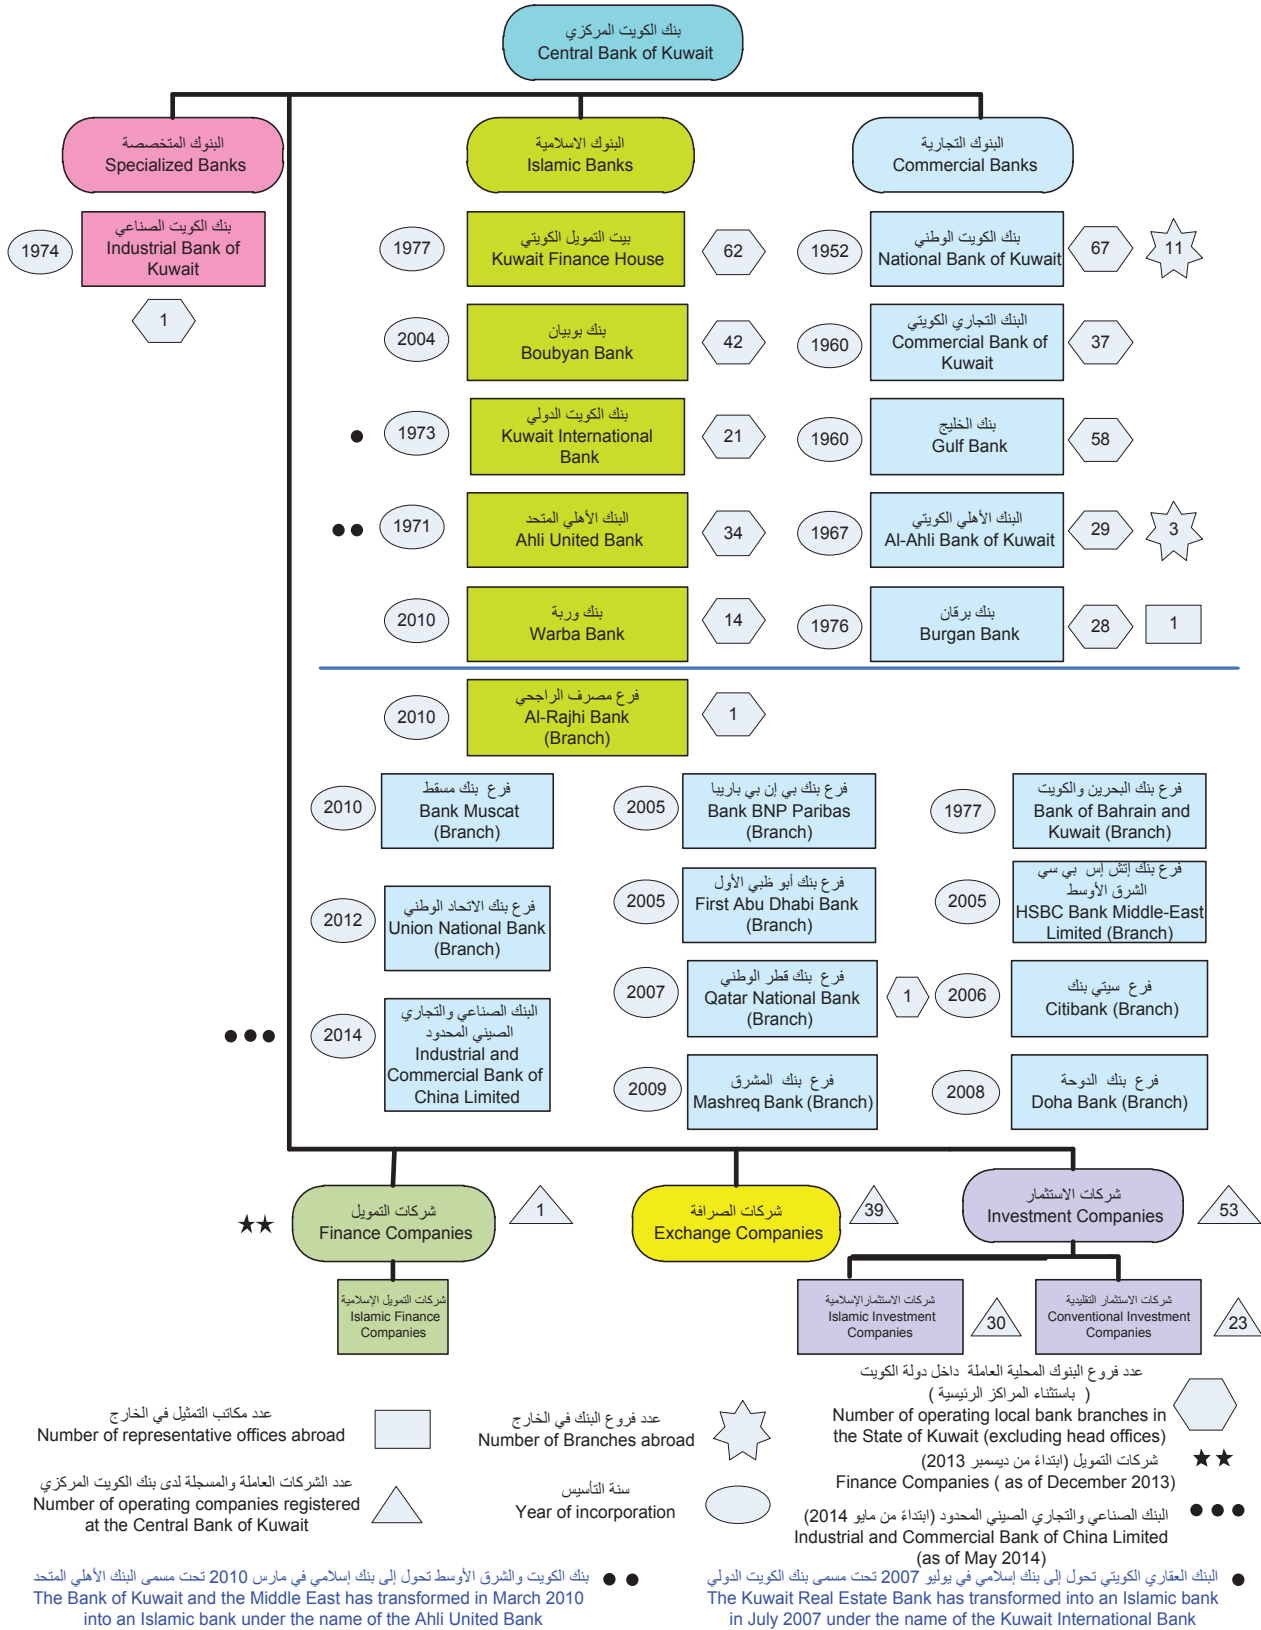 بنك الكويت المركزي
Central Bank of Kuwait
البنوك المتخصصة
Specialized Banks
البنوك الاسلامية
Islamic Banks
البنوك التجارية
Commercial Banks
1974
بنك الكويت الصناعي
Industrial Bank of
Kuwait
1
1977
بيت التمويل الكويتي
Kuwait Finance House
62
1952
بنك الكويت الوطني
National Bank of Kuwait
67
11
2004
بنك بوبيان
Boubyan Bank
42
1960
البنك التجاري الكويتي
Commercial Bank of
Kuwait
37
●
1973
بنك الكويت الدولي
Kuwait International
Bank
21
1960
بنك الخليج
Gulf Bank
58
●●
1971
البنك الأهلي المتحد
Ahli United Bank
34
1967
البنك الأهلي الكويتي
Al-Ahli Bank of Kuwait
29
3
2010
بنك وربة
Warba Bank
14
1976
بنك برقان
Burgan Bank
28
1
2010
فرع مصرف الراجحي
Al-Rajhi Bank
(Branch)
1
2010
فرع بنك مسقط
Bank Muscat
(Branch)
2005
فرع بنك بي إن بي باريبا
Bank BNP Paribas
(Branch)
1977
فرع بنك البحرين والكويت
Bank of Bahrain and
Kuwait (Branch)
2012
فرع بنك الاتحاد الوطني
Union National Bank
(Branch)
2005
فرع بنك أبو ظبي الأول
First Abu Dhabi Bank
(Branch)
2005
فرع بنك إتش إس بي سي
الشرق الأوسط
HSBC Bank Middle-East
Limited (Branch)
2007
فرع بنك قطر الوطني
Qatar National Bank
(Branch)
1
2006
فرع سيتي بنك
Citibank (Branch)
●●●
2014
البنك الصناعي والتجاري
الصيني المحدود
Industrial and
Commercial Bank of
China Limited
2009
فرع بنك المشرق
Mashreq Bank (Branch)
2008
فرع بنك الدوحة
Doha Bank (Branch)
★★
شركات التمويل
Finance Companies
1
شركات الصرافة
Exchange Companies
39
شركات الاستثمار
Investment Companies
53
شركات التمويل الإسلامية
Islamic Finance
Companies
شركات الاستثمار الإسلامية
Islamic Investment
Companies
30
شركات الاستثمار التقليدية
Conventional Investment
Companies
23
عدد مكاتب التمثيل في الخارج
Number of representative offices abroad
عدد فروع البنك في الخارج
Number of Branches abroad
عدد فروع البنوك المحلية العاملة داخل دولة الكويت
( باستثناء المراكز الرئيسية )
Number of operating local bank branches in
the State of Kuwait (excluding head offices)
عدد الشركات العاملة والمسجلة لدى بنك الكويت المركزي
Number of operating companies registered
at the Central Bank of Kuwait
سنة التأسيس
Year of incorporation
★★ شركات التمويل (ابتداءً من ديسمبر 2013)
Finance Companies ( as of December 2013)
●●● البنك الصناعي والتجاري الصيني المحدود (ابتداءً من مايو 2014)
Industrial and Commercial Bank of China Limited
(as of May 2014)
●● بنك الكويت والشرق الأوسط تحول إلى بنك إسلامي في مارس 2010 تحت مسمى البنك الأهلي المتحد
The Bank of Kuwait and the Middle East has transformed in March 2010
into an Islamic bank under the name of the Ahli United Bank
● البنك العقاري الكويتي تحول إلى بنك إسلامي في يوليو 2007 تحت مسمى بنك الكويت الدولي
The Kuwait Real Estate Bank has transformed into an Islamic bank
in July 2007 under the name of the Kuwait International Bank